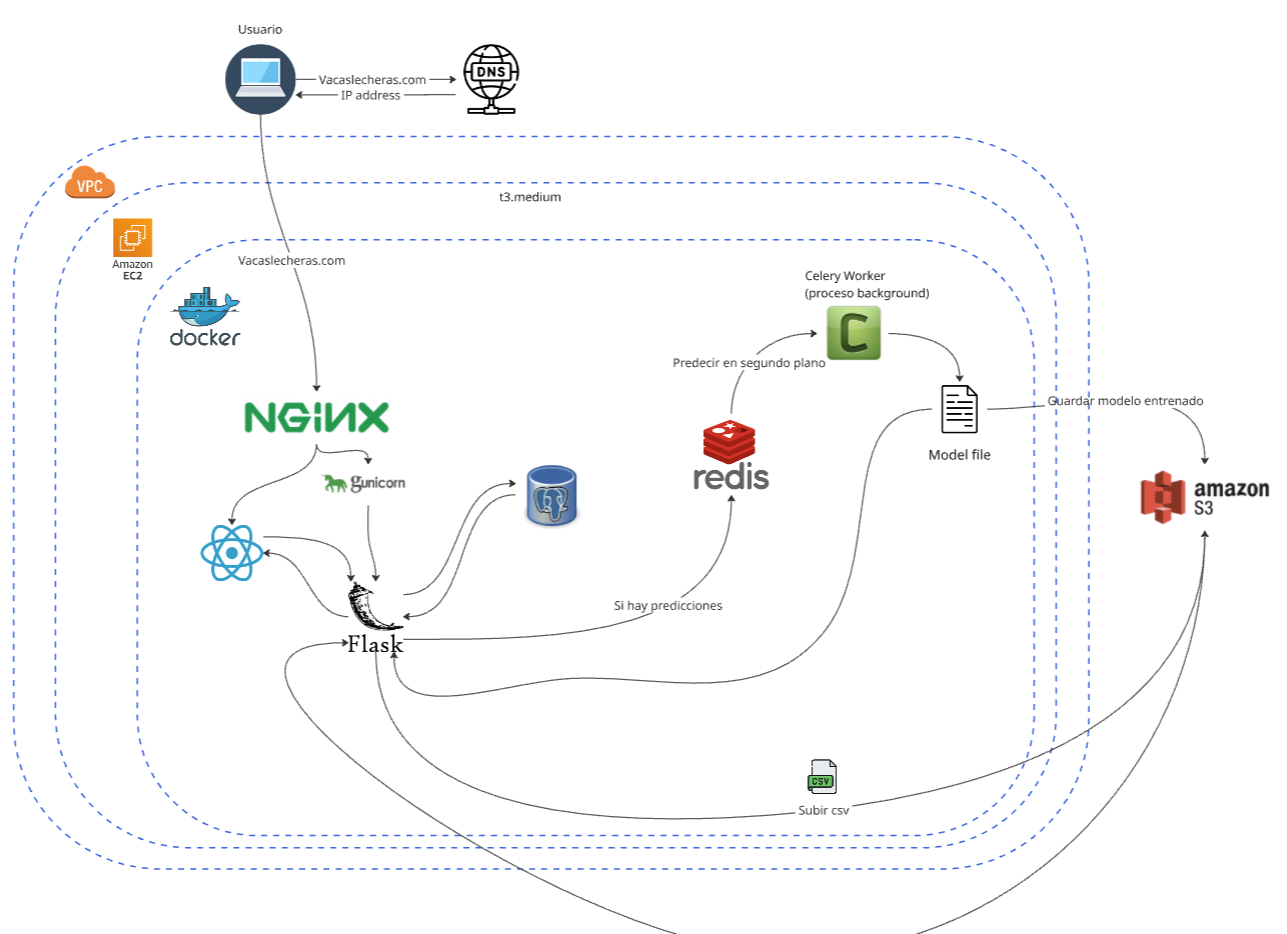 Usuario
DNS
Vacaslecheras.com
IP address
VPC
t3.medium
Amazon
EC2
Vacaslecheras.com
docker
Celery Worker
(proceso background)
C
Predecir en segundo plano
NGINX
Guardar modelo entrenado
redis
Model file
gunicorn
amazon
S3
Si hay predicciones
Flask
CSV
Subir csv